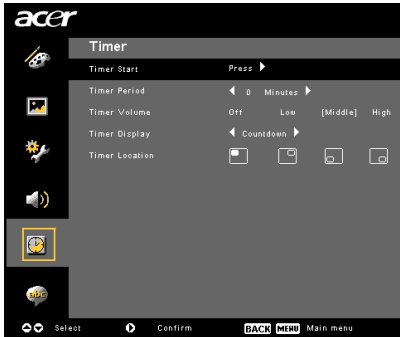 acer
Timer
Timer Start Press
Timer Period 0 Minutes
Timer Volume Off Low [Middle] High
Timer Display Countdown
Timer Location
abc
Select Confirm BACK MENU Main menu